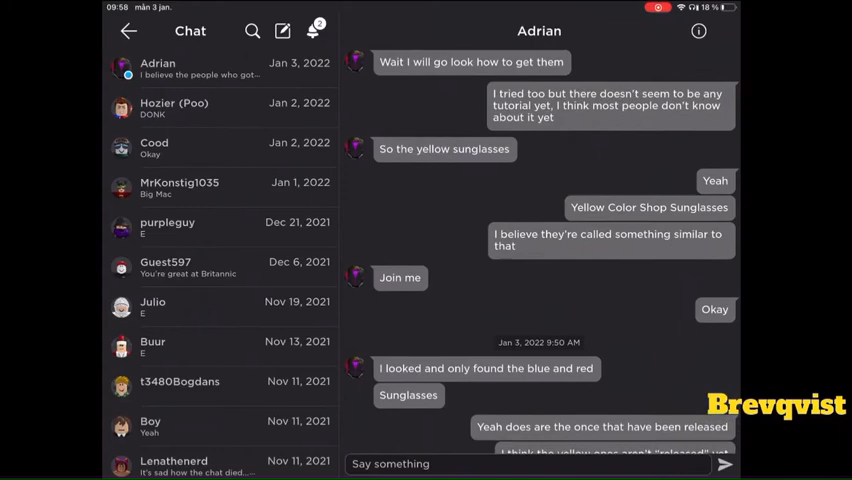 09:58 mån 3 jan.
18 %
Chat
2
Adrian
Adrian
Jan 3, 2022
I believe the people who got...
Hozier (Poo)
Jan 2, 2022
DONK
Cood
Jan 2, 2022
Okay
MrKonstig1035
Jan 1, 2022
Big Mac
purpleguy
Dec 21, 2021
E
Guest597
Dec 6, 2021
You're great at Britannic
Julio
Nov 19, 2021
E
Buur
Nov 13, 2021
E
t3480Bogdans
Nov 11, 2021
Boy
Nov 11, 2021
Yeah
Lenathenerd
Nov 11, 2021
It's sad how the chat died...
Wait I will go look how to get them
I tried too but there doesn't seem to be any
tutorial yet, I think most people don't know
about it yet
So the yellow sunglasses
Yeah
Yellow Color Shop Sunglasses
I believe they're called something similar to
that
Join me
Okay
Jan 3, 2022 9:50 AM
I looked and only found the blue and red
Sunglasses
Yeah does are the once that have been released
I think the yellow ones aren't "released" yet
Say something
Brevqvist